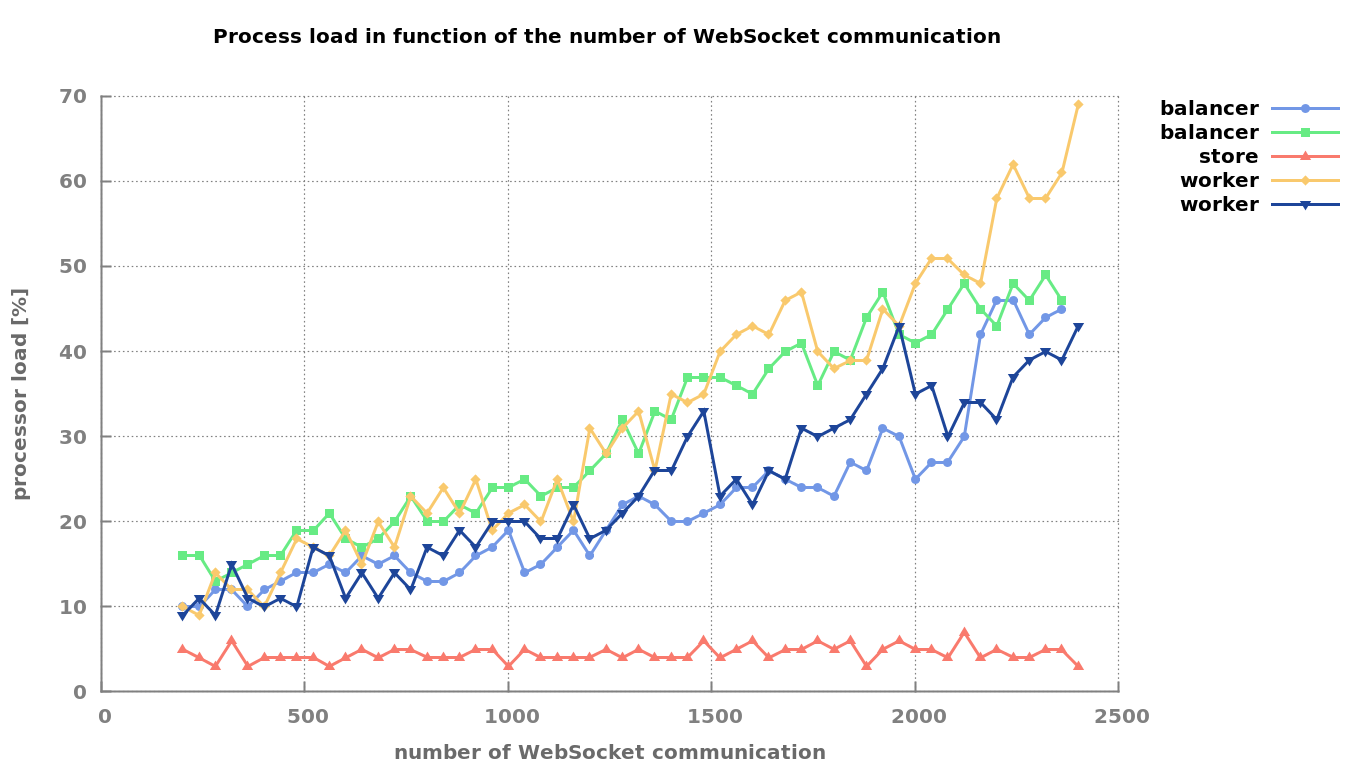 Process load in function of the number of WebSocket communication
balancer
balancer
store
worker
worker
70
60
50
40
30
20
10
0
processor load [%]
0 500 1000 1500 2000 2500
number of WebSocket communication